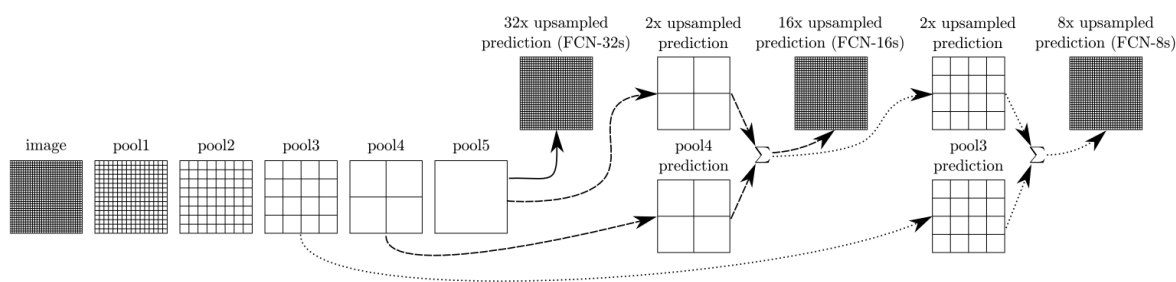 32x upsampled
prediction (FCN-32s)
2x upsampled
prediction
16x upsampled
prediction (FCN-16s)
2x upsampled
prediction
8x upsampled
prediction (FCN-8s)
image
pool1
pool2
pool3
pool4
pool5
pool4
prediction
Σ
pool3
prediction
Σ